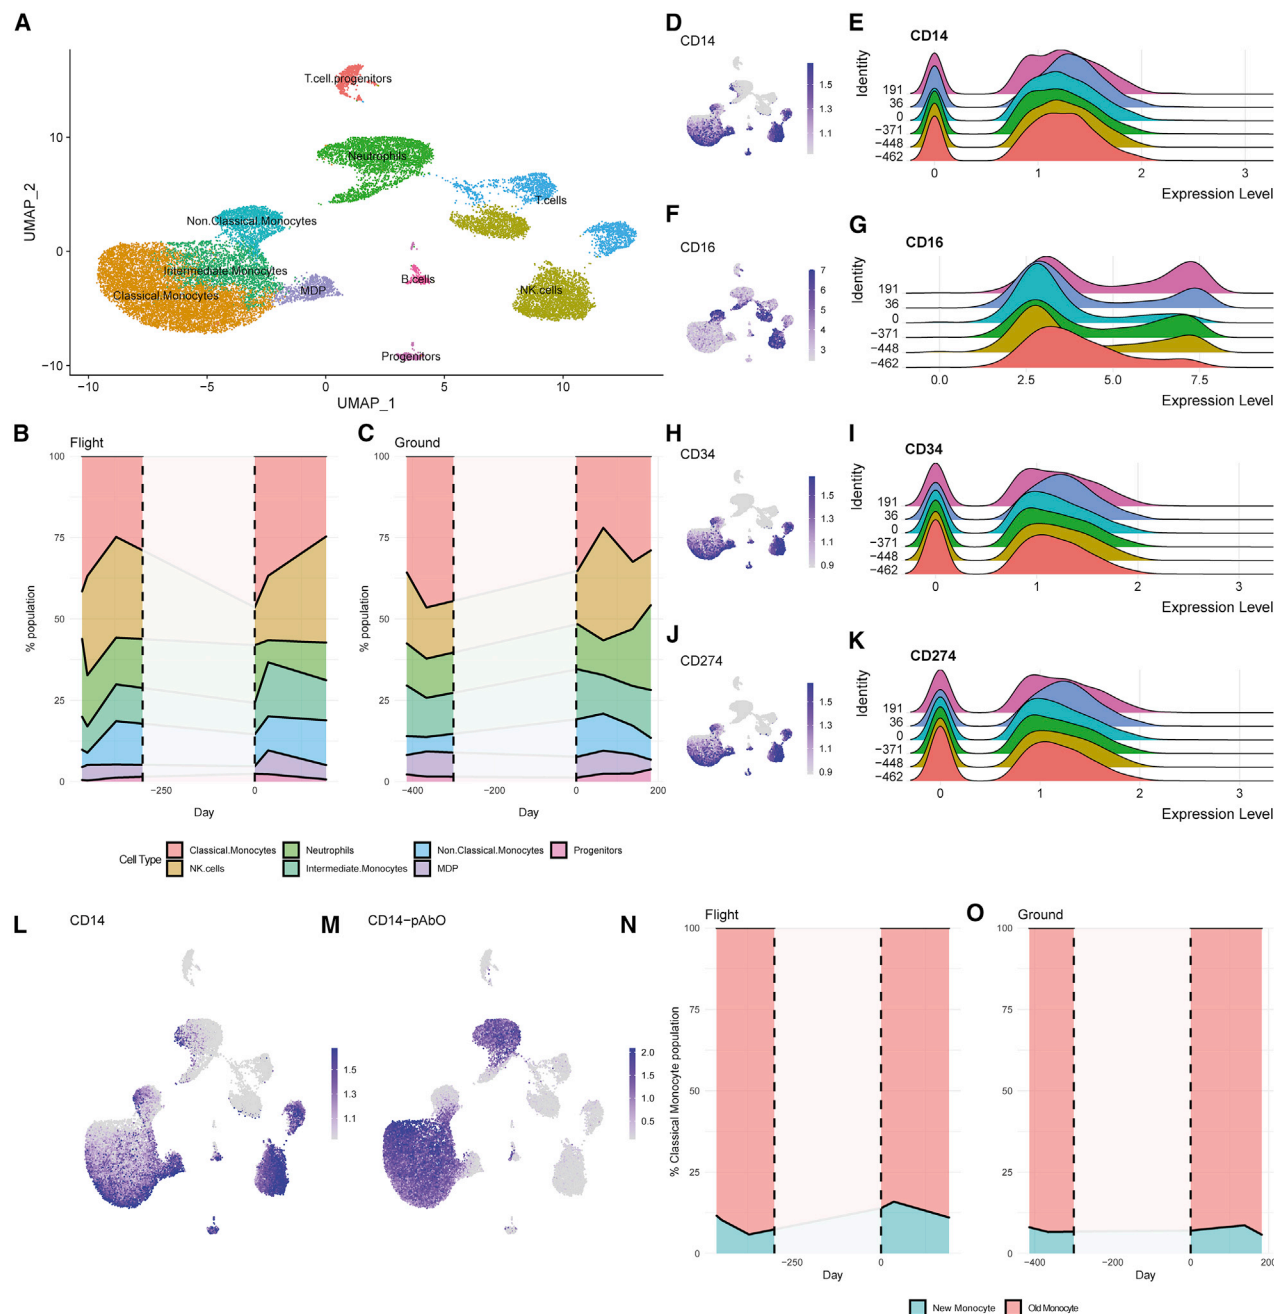 A
T.cell.progenitors
Neutrophils
T.cells
Non.Classical.Monocytes
Intermediate.Monocytes
Classical.Monocytes
MDP
B.cells
NK.cells
Progenitors
UMAP_2
10
0
−10
−10
−5
0
5
10
UMAP_1
D
CD14
1.5
1.3
1.1
E
CD14
Identity
191
36
0
−371
−448
−462
0
1
2
3
Expression Level
F
CD16
7
6
5
4
3
G
CD16
191
36
0
−371
−448
−462
0.0
2.5
5.0
7.5
Expression Level
B
Flight
% population
100
75
50
25
0
−250
0
Day
C
Ground
% population
100
75
50
25
0
−400
−200
0
200
Day
Cell Type
Classical.Monocytes
Neutrophils
Non.Classical.Monocytes
Progenitors
NK.cells
Intermediate.Monocytes
MDP
H
CD34
1.5
1.3
1.1
0.9
I
CD34
Identity
191
36
0
−371
−448
−462
0
1
2
3
Expression Level
J
CD274
1.5
1.3
1.1
0.9
K
CD274
Identity
191
36
0
−371
−448
−462
0
1
2
3
Expression Level
L
CD14
1.5
1.3
1.1
M
CD14−pAbO
2.0
1.5
1.0
0.5
N
Flight
% Classical Monocyte population
100
75
50
25
0
−250
0
Day
O
Ground
100
75
50
25
0
−400
−200
0
200
Day
New Monocyte
Old Monocyte